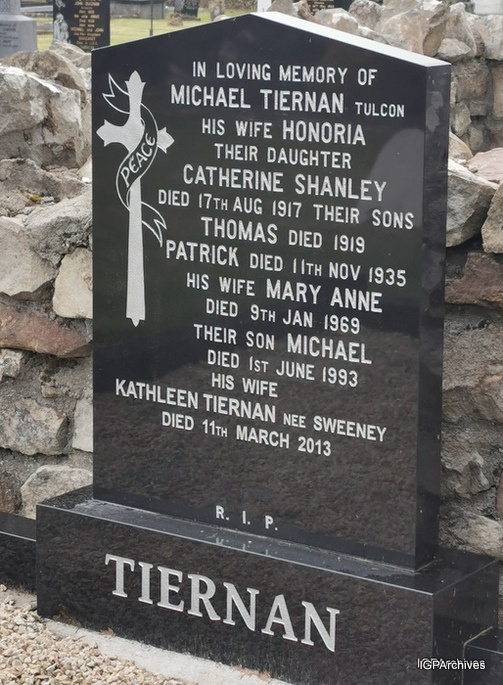 IN LOVING MEMORY OF
MICHAEL TIERNAN TULCON
HIS WIFE HONORIA
THEIR DAUGHTER
CATHERINE SHANLEY
DIED 17TH AUG 1917 THEIR SONS
THOMAS DIED 1919
PATRICK DIED 11TH NOV 1935
HIS WIFE MARY ANNE
DIED 9TH JAN 1969
THEIR SON MICHAEL
DIED 1ST JUNE 1993
HIS WIFE
KATHLEEN TIERNAN NEE SWEENEY
DIED 11TH MARCH 2013
PEACE
R. I. P.
TIERNAN
IGPArchives